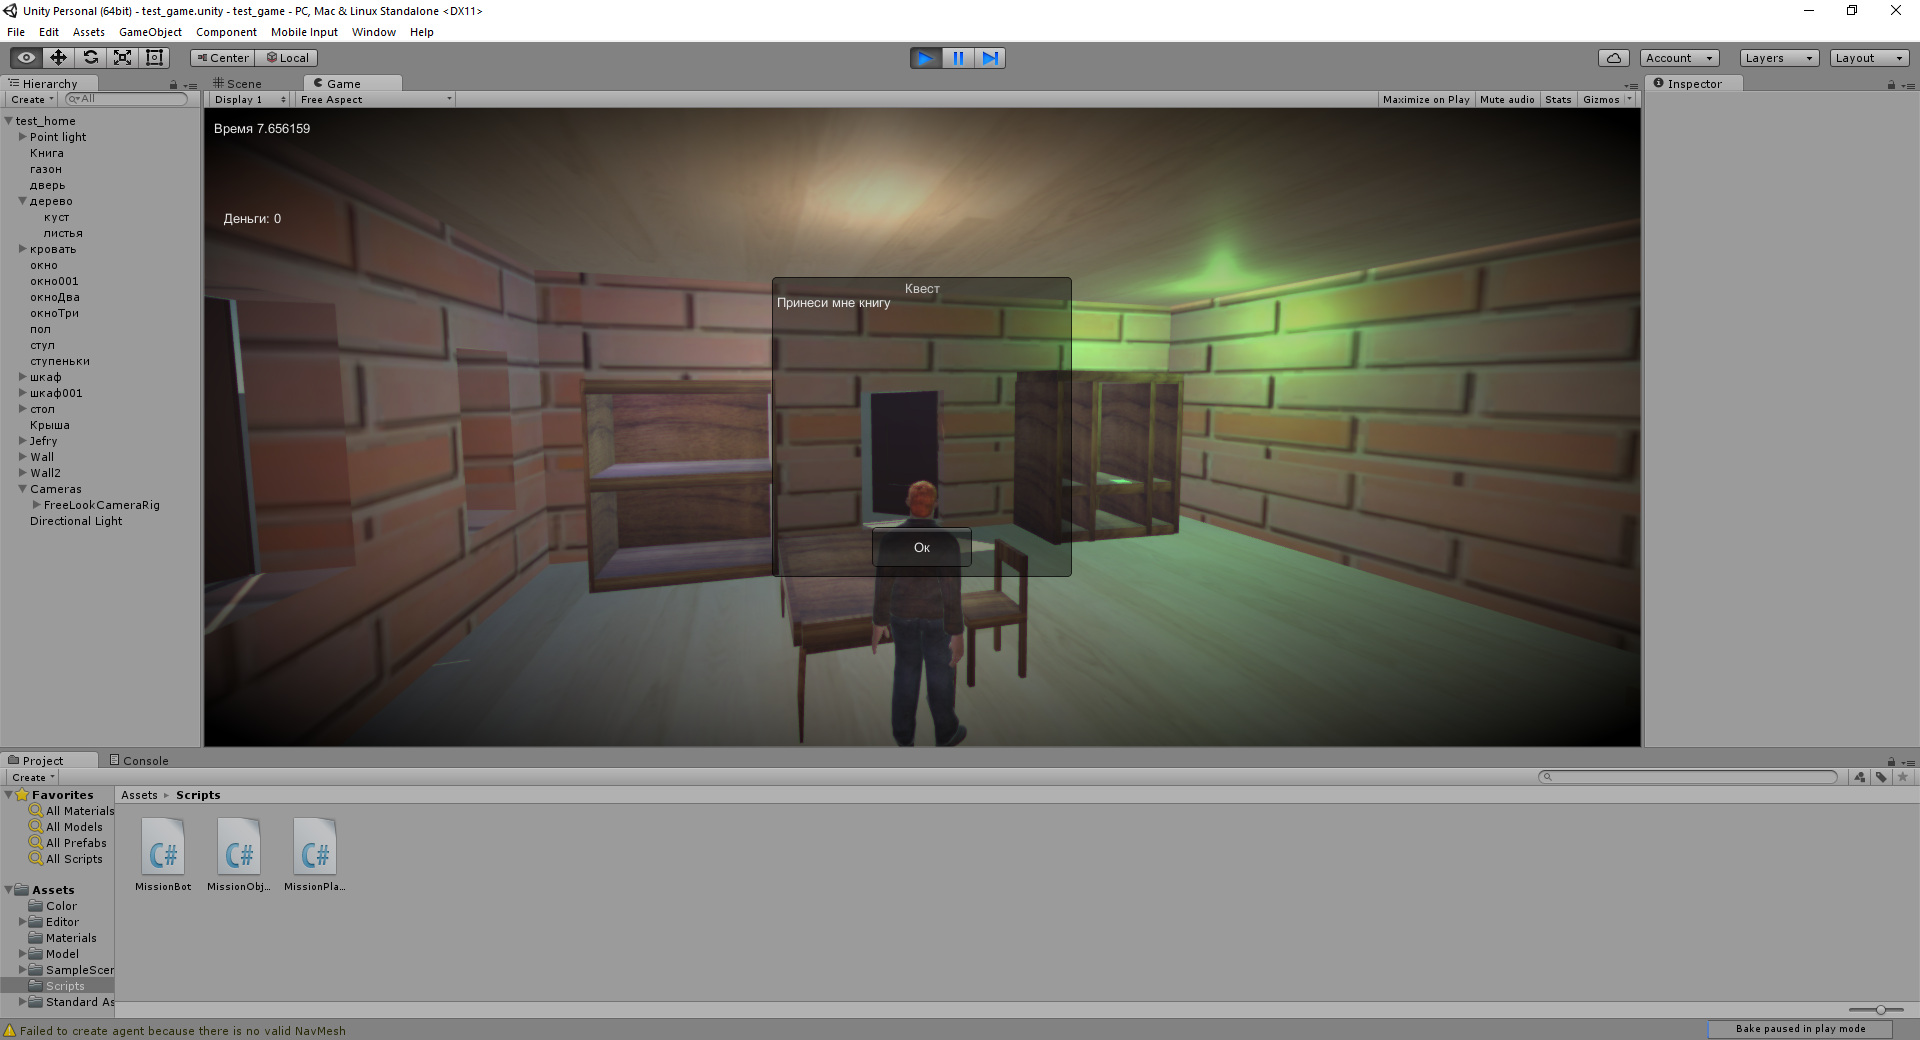 Unity Personal (64bit) - test_game.unity - test_game - PC, Mac & Linux Standalone <DX11>
File Edit Assets GameObject Component Mobile Input Window Help
Center Local Account Layers Layout
Hierarchy
Create All
test_home
Point light
Книга
газон
дверь
дерево
куст
листья
кровать
окно
окно001
окноДва
окноТри
пол
стул
ступеньки
шкаф
шкаф001
стол
Крыша
Jefry
Wall
Wall2
Cameras
FreeLookCameraRig
Directional Light
Scene Game
Display 1 Free Aspect Maximize on Play Mute audio Stats Gizmos
Время 7.656159
Деньги: 0
Квест
Принеси мне книгу
Ок
Inspector
Project Console
Create
Favorites
All Materials
All Models
All Prefabs
All Scripts
Assets
Color
Editor
Materials
Model
SampleScer
Scripts
Standard As
Assets Scripts
C# C# C#
MissionBot MissionObj... MissionPla...
Failed to create agent because there is no valid NavMesh
Bake paused in play mode